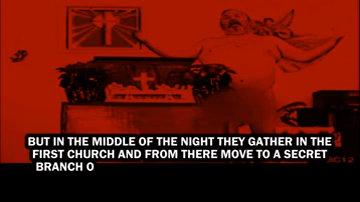 BUT IN THE MIDDLE OF THE NIGHT THEY GATHER IN THE
FIRST CHURCH AND FROM THERE MOVE TO A SECRET
BRANCH O